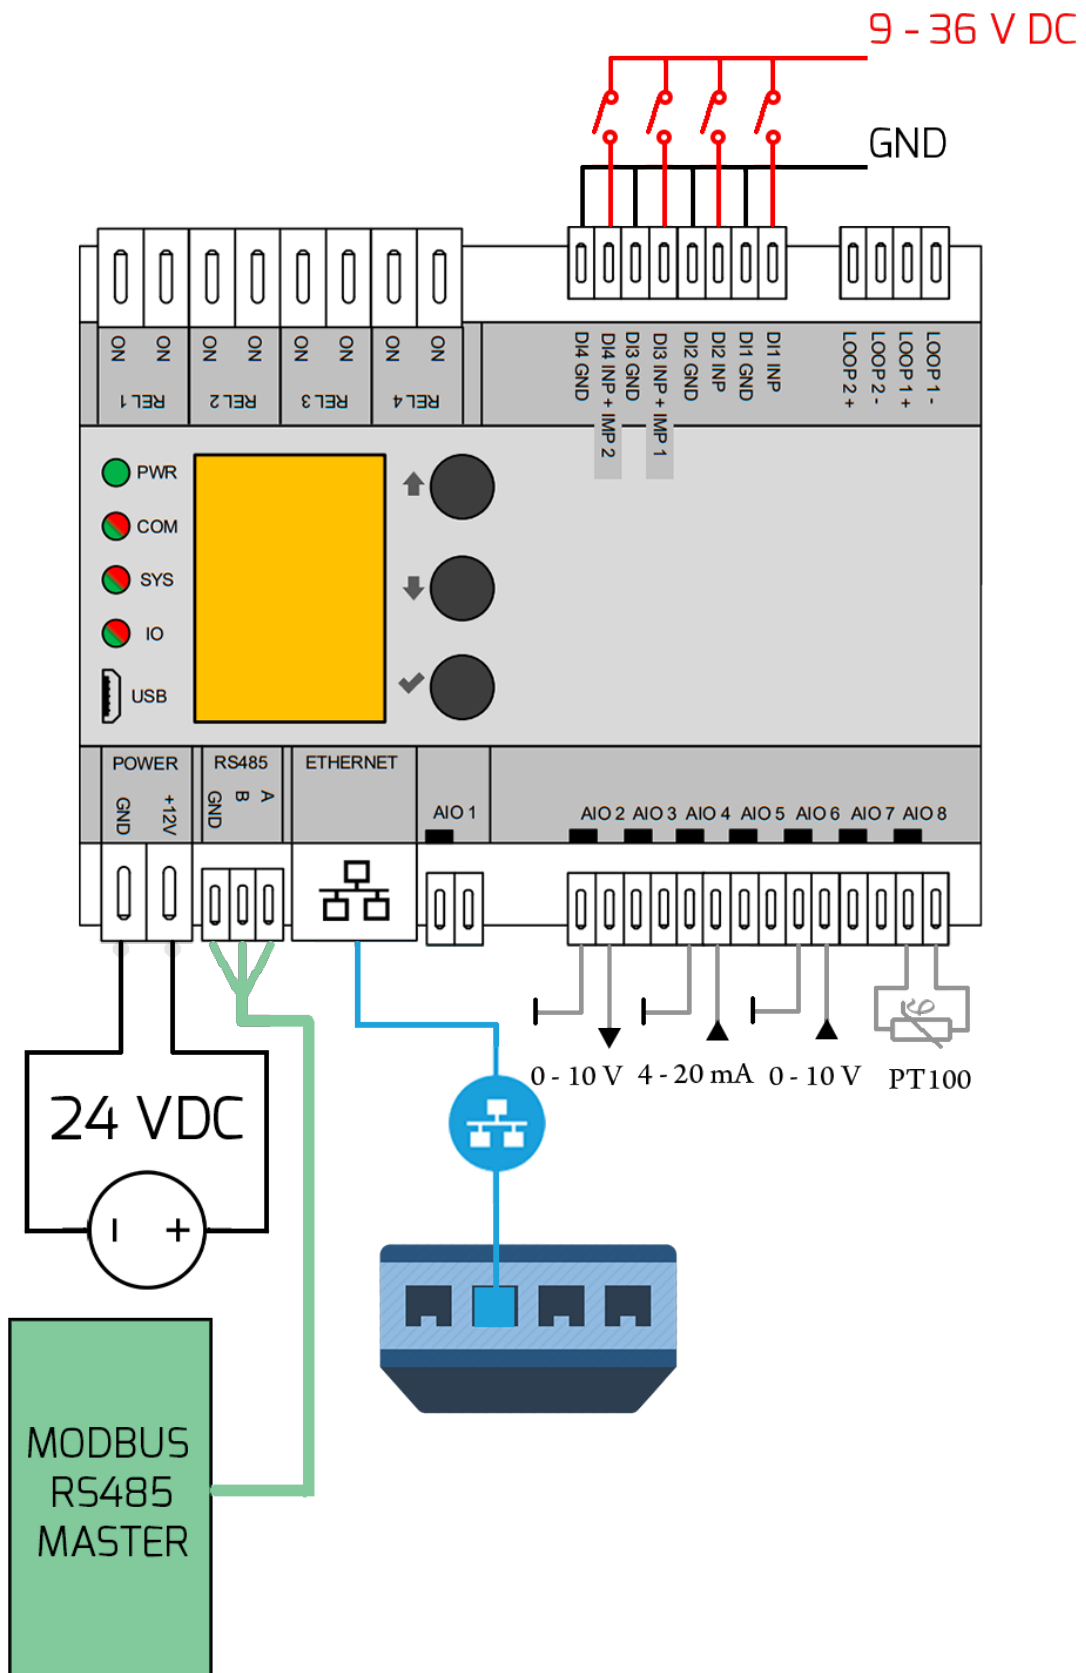 9 - 36 V DC
GND
ON ON ON ON ON ON ON ON
REL 1 REL 2 REL 3 REL 4
DI4 GND
DI4 INP + IMP 2
DI3 GND
DI3 INP + IMP 1
DI2 GND
DI2 INP
DI1 GND
DI1 INP
LOOP 2 +
LOOP 2 -
LOOP 1 +
LOOP 1 -
PWR
COM
SYS
IO
USB
POWER
GND
+12V
RS485
GND
B
A
ETHERNET
AIO 1
AIO 2 AIO 3 AIO 4 AIO 5 AIO 6 AIO 7 AIO 8
0 - 10 V 4 - 20 mA 0 - 10 V PT100
24 VDC
MODBUS
RS485
MASTER